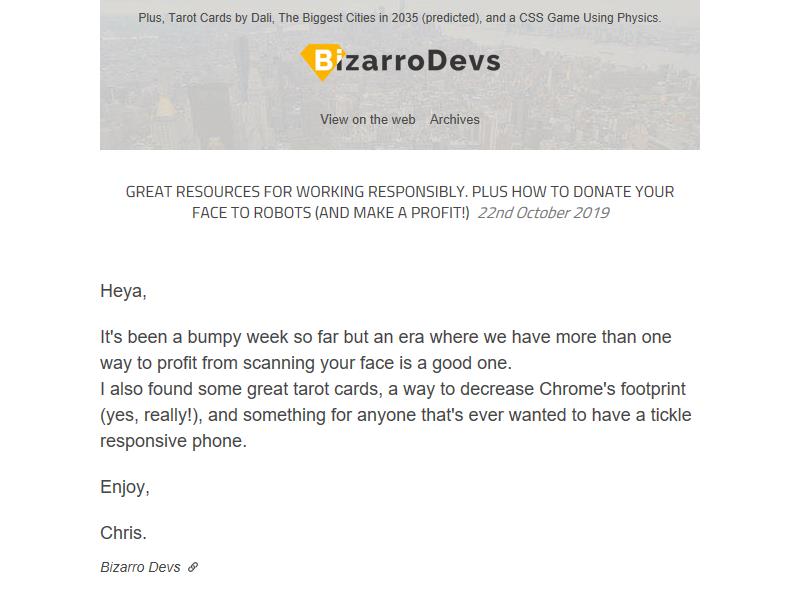 Plus, Tarot Cards by Dali, The Biggest Cities in 2035 (predicted), and a CSS Game Using Physics.
BizarroDevs
View on the web Archives
GREAT RESOURCES FOR WORKING RESPONSIBLY. PLUS HOW TO DONATE YOUR
FACE TO ROBOTS (AND MAKE A PROFIT!) 22nd October 2019
Heya,
It's been a bumpy week so far but an era where we have more than one
way to profit from scanning your face is a good one.
I also found some great tarot cards, a way to decrease Chrome's footprint
(yes, really!), and something for anyone that's ever wanted to have a tickle
responsive phone.
Enjoy,
Chris.
Bizarro Devs